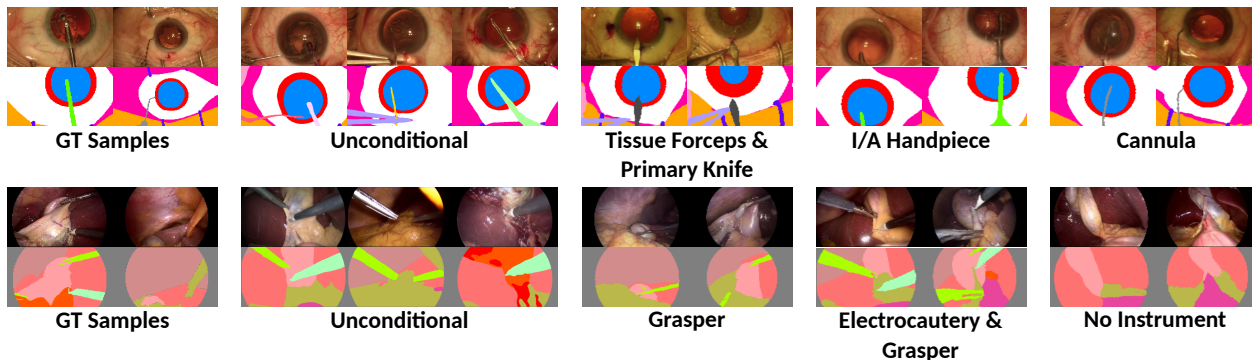 GT Samples
Unconditional
Tissue Forceps &
Primary Knife
I/A Handpiece
Cannula
GT Samples
Unconditional
Grasper
Electrocautery &
Grasper
No Instrument